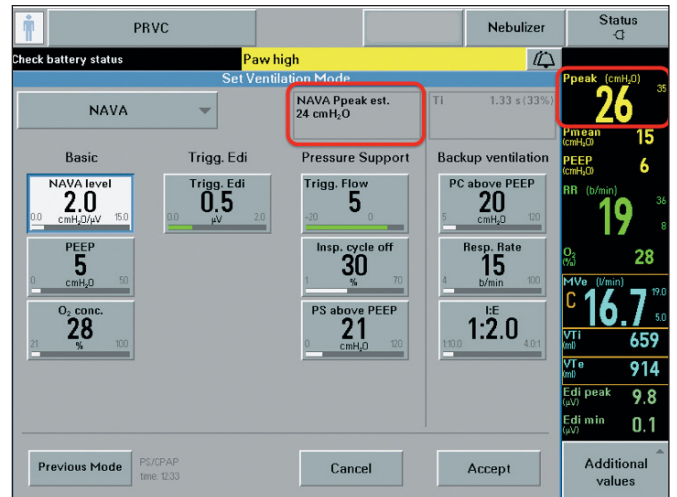 PRVC
Nebulizer
Status
Check battery status
Paw high
Set Ventilation Mode
NAVA
NAVA Ppeak est.
24 cmH₂O
Ti 1.33 s (33%)
Basic
Trigg. Edi
Pressure Support
Backup ventilation
NAVA level
2.0
0.0 cmH₂O/µV 15.0
Trigg. Edi
0.5
0.0 µV 2.0
Trigg. Flow
5
-20 0
PC above PEEP
20
5 cmH₂O 120
PEEP
5
0 cmH₂O 50
Insp. cycle off
30
1 % 70
Resp. Rate
15
4 b/min 100
O₂ conc.
28
21 % 100
PS above PEEP
21
0 cmH₂O 120
I:E
1:2.0
1:10.0 4.0:1
Previous Mode
PS/CPAP
time: 12:33
Cancel
Accept
Ppeak (cmH₂O)
26 35
Pmean
(cmH₂O)
15
PEEP
(cmH₂O)
6
RR (b/min)
19 36
8
O₂
(%)
28
MVe (l/min)
C 16.7 19.0
5.0
VTi
(ml)
659
VTe
(ml)
914
Edi peak
(µV)
9.8
Edi min
(µV)
0.1
Additional
values